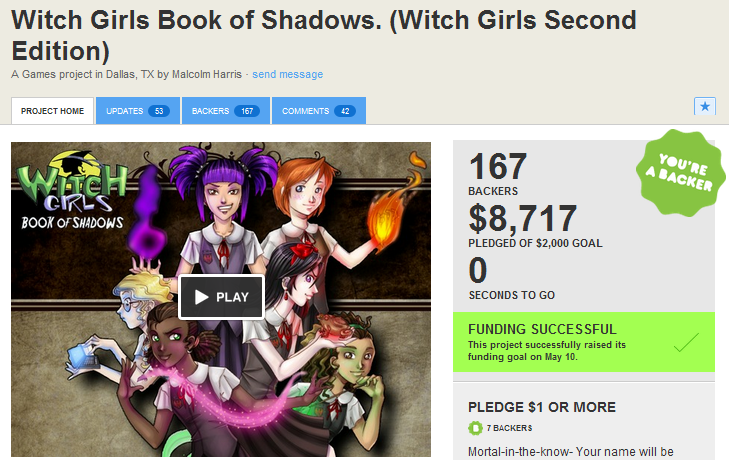 Witch Girls Book of Shadows. (Witch Girls Second
Edition)
A Games project in Dallas, TX by Malcolm Harris · send message
PROJECT HOME
UPDATES 53
BACKERS 167
COMMENTS 42
WITCH
GIRLS
BOOK OF SHADOWS
PLAY
YOU'RE
A BACKER
167
BACKERS
$8,717
PLEDGED OF $2,000 GOAL
0
SECONDS TO GO
FUNDING SUCCESSFUL
This project successfully raised its
funding goal on May 10.
PLEDGE $1 OR MORE
7 BACKERS
Mortal-in-the-know- Your name will be